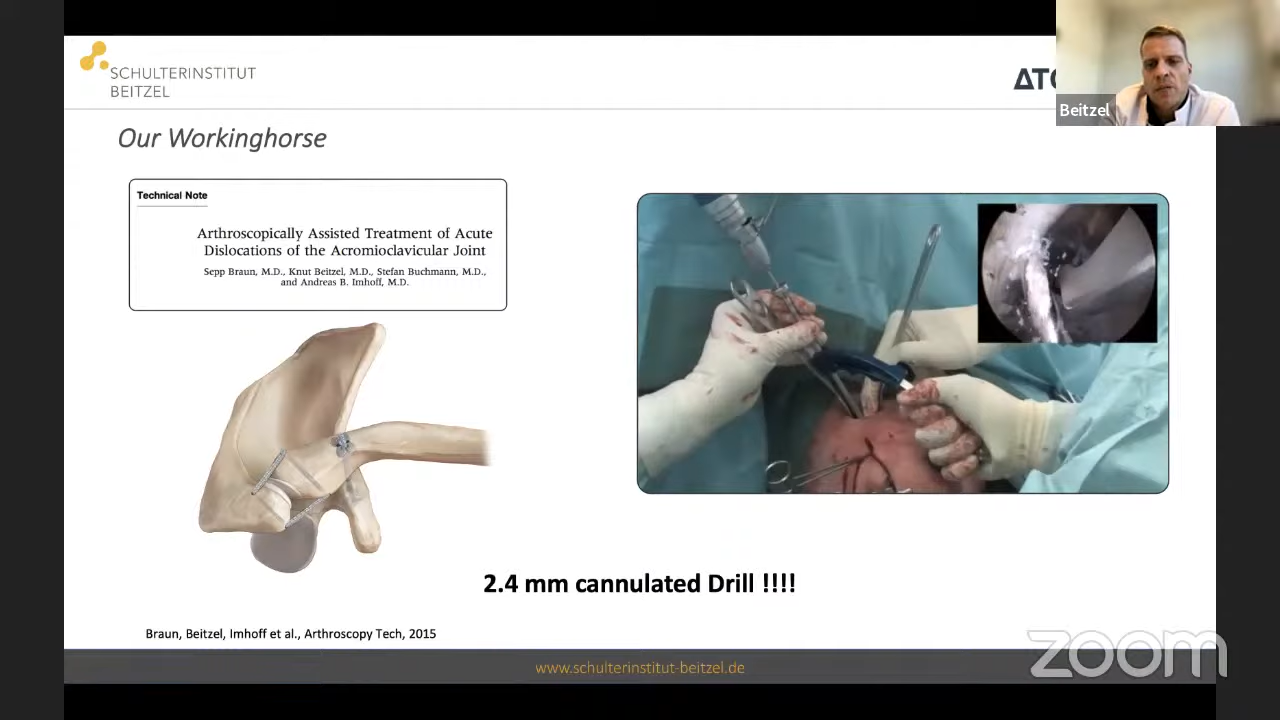 SCHULTERINSTITUT
BEITZEL
Beitzel
Our Workinghorse
Technical Note
Arthroscopically Assisted Treatment of Acute
Dislocations of the Acromioclavicular Joint
Sepp Braun, M.D., Knut Beitzel, M.D., Stefan Buchmann, M.D.,
and Andreas B. Imhoff, M.D.
2.4 mm cannulated Drill !!!!
Braun, Beitzel, Imhoff et al., Arthroscopy Tech, 2015
www.schulterinstitut-beitzel.de
zoom